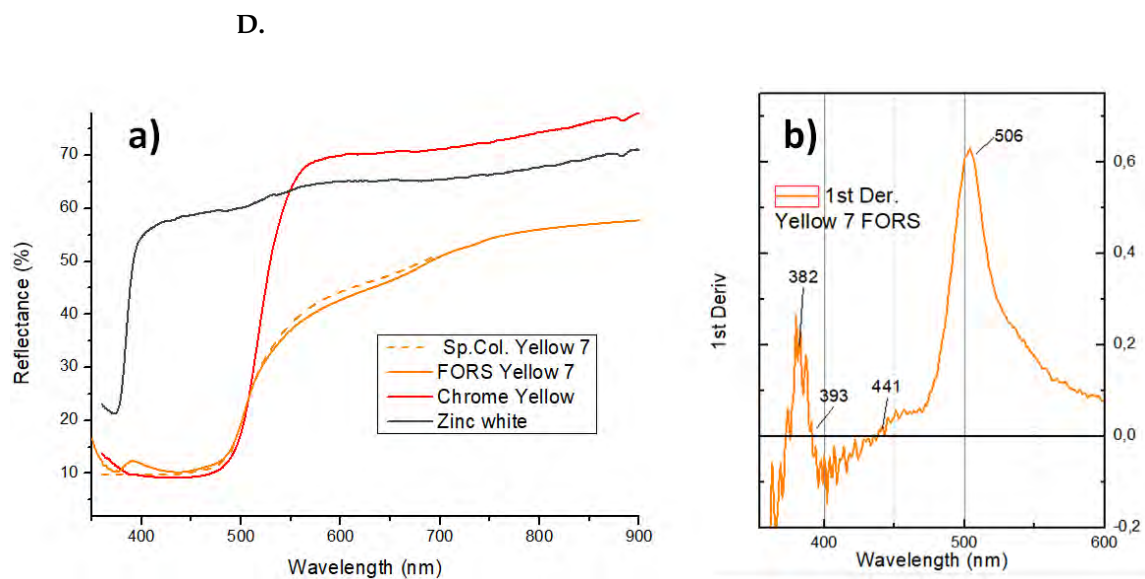 D.
a)
Reflectance (%)
70
60
50
40
30
20
10
400
500
600
700
800
900
Wavelength (nm)
Sp.Col. Yellow 7
FORS Yellow 7
Chrome Yellow
Zinc white
b)
1st Deriv
1st Der.
Yellow 7 FORS
382
393
441
506
0,6
0,4
0,2
0,0
-0,2
400
500
600
Wavelength (nm)